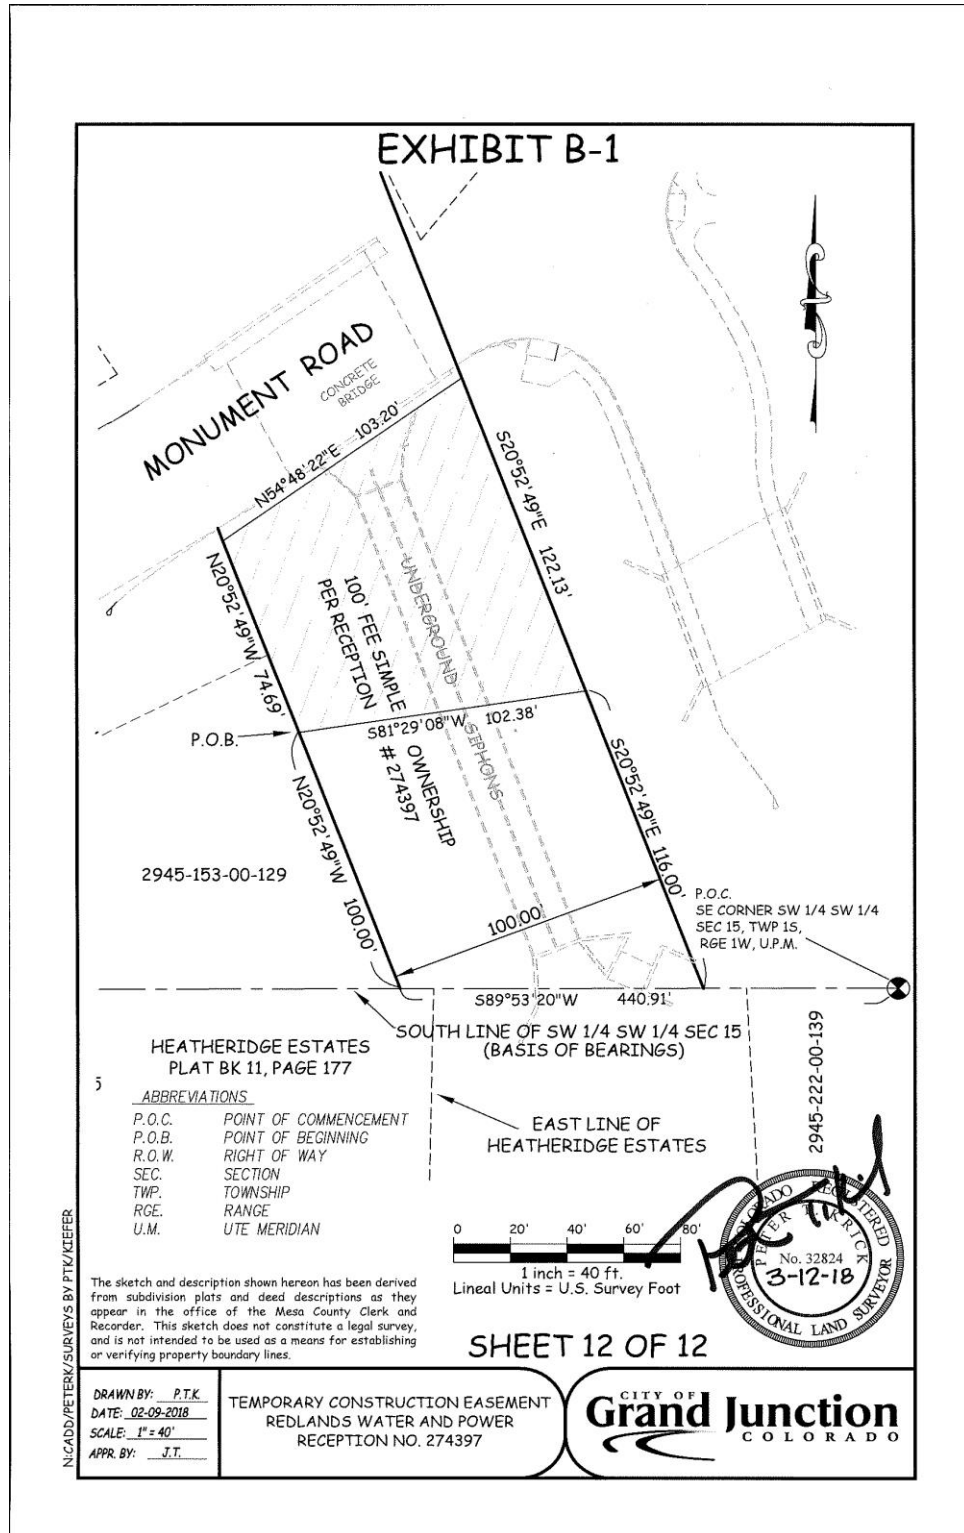 EXHIBIT B-1
MONUMENT ROAD
CONCRETE
BRIDGE
N54°48'22"E 103.20'
S20°52'49"E 122.13'
N20°52'49"W 74.69'
UNDERGROUND SIPHONS
100' FEE SIMPLE OWNERSHIP
PER RECEPTION # 274397
P.O.B.
S81°29'08"W 102.38'
N20°52'49"W 100.00'
S20°52'49"E 116.00'
2945-153-00-129
100.00'
P.O.C.
SE CORNER SW 1/4 SW 1/4
SEC 15, TWP 1S,
RGE 1W, U.P.M.
S89°53'20"W 440.91'
SOUTH LINE OF SW 1/4 SW 1/4 SEC 15
(BASIS OF BEARINGS)
HEATHERIDGE ESTATES
PLAT BK 11, PAGE 177
2945-222-00-139
5
EAST LINE OF
HEATHERIDGE ESTATES
ABBREVIATIONS
P.O.C. POINT OF COMMENCEMENT
P.O.B. POINT OF BEGINNING
R.O.W. RIGHT OF WAY
SEC. SECTION
TWP. TOWNSHIP
RGE. RANGE
U.M. UTE MERIDIAN
0 20' 40' 60' 80'
1 inch = 40 ft.
Lineal Units = U.S. Survey Foot
COLORADO REGISTERED
PETER T. KRICK
No. 32824
3-12-18
PROFESSIONAL LAND SURVEYOR
The sketch and description shown hereon has been derived
from subdivision plats and deed descriptions as they
appear in the office of the Mesa County Clerk and
Recorder. This sketch does not constitute a legal survey,
and is not intended to be used as a means for establishing
or verifying property boundary lines.
SHEET 12 OF 12
N:CADD/PETERK/SURVEYS BY PTK/KIEFER
DRAWN BY: P.T.K.
DATE: 02-09-2018
SCALE: 1" = 40'
APPR. BY: J.T.
TEMPORARY CONSTRUCTION EASEMENT
REDLANDS WATER AND POWER
RECEPTION NO. 274397
CITY OF
Grand Junction
COLORADO